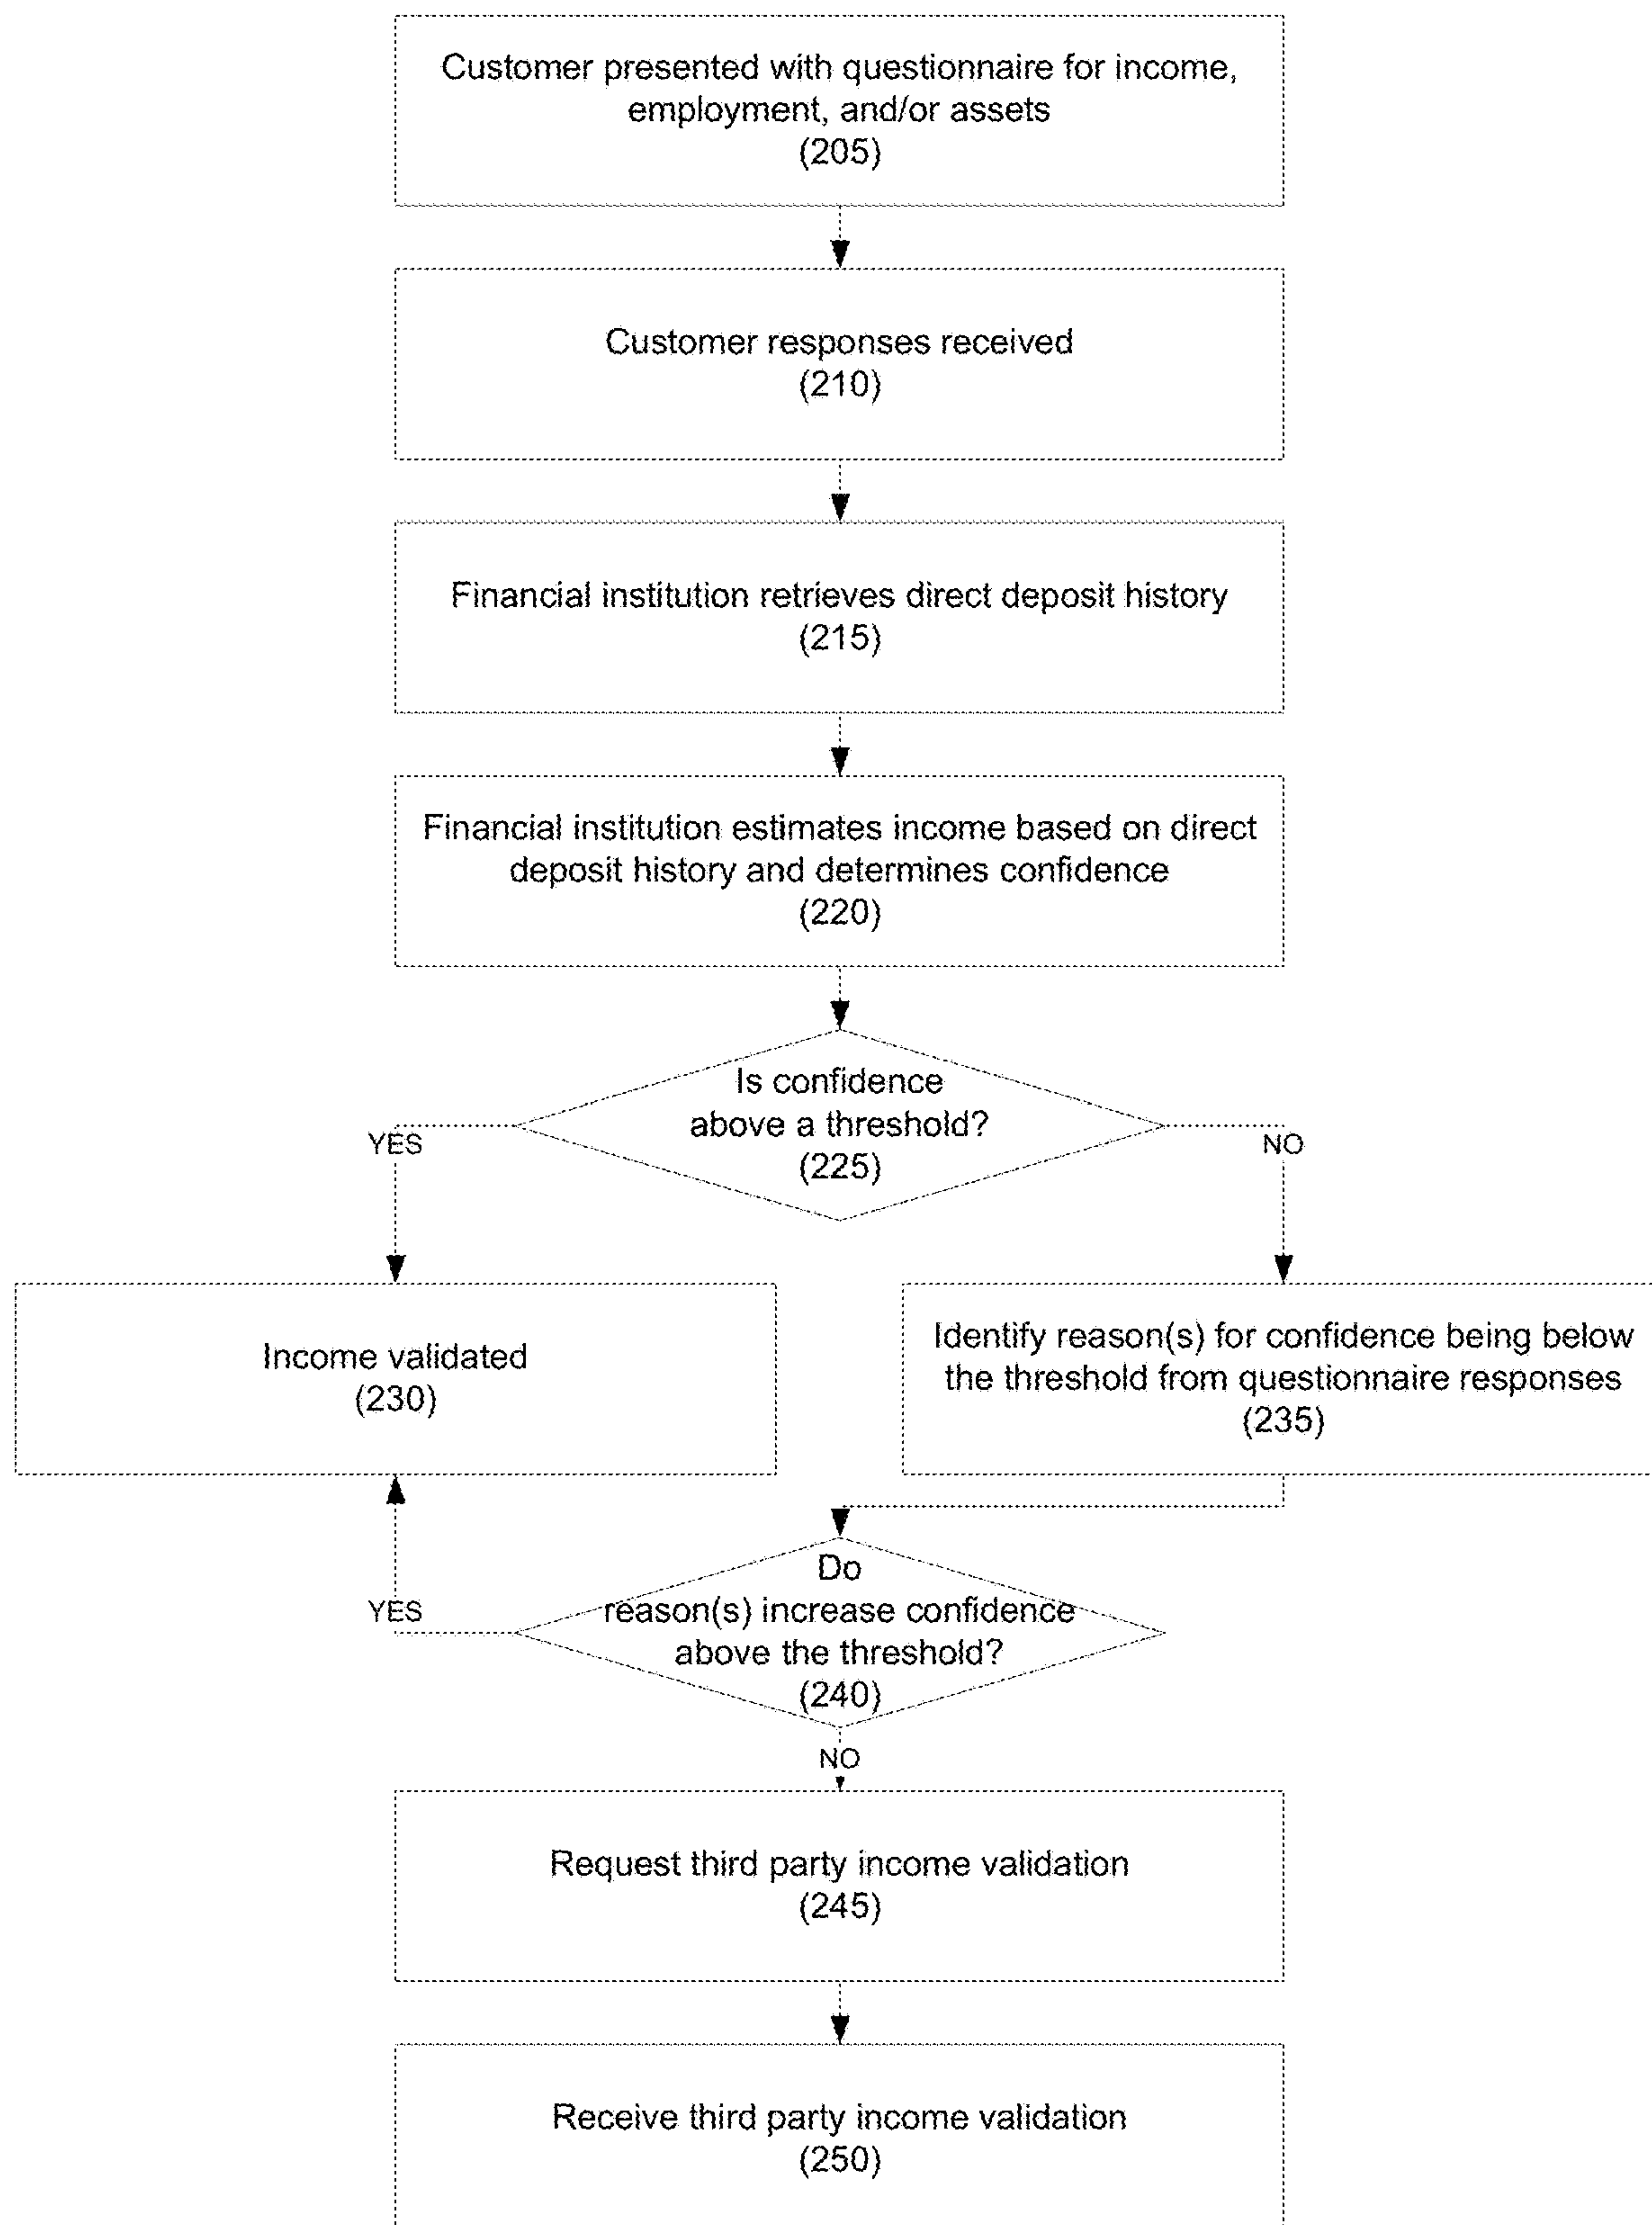 Customer presented with questionnaire for income,
employment, and/or assets
(205)
Customer responses received
(210)
Financial institution retrieves direct deposit history
(215)
Financial institution estimates income based on direct
deposit history and determines confidence
(220)
Is confidence
above a threshold?
(225)
YES
NO
Income validated
(230)
Identify reason(s) for confidence being below
the threshold from questionnaire responses
(235)
Do
reason(s) increase confidence
above the threshold?
(240)
YES
NO
Request third party income validation
(245)
Receive third party income validation
(250)